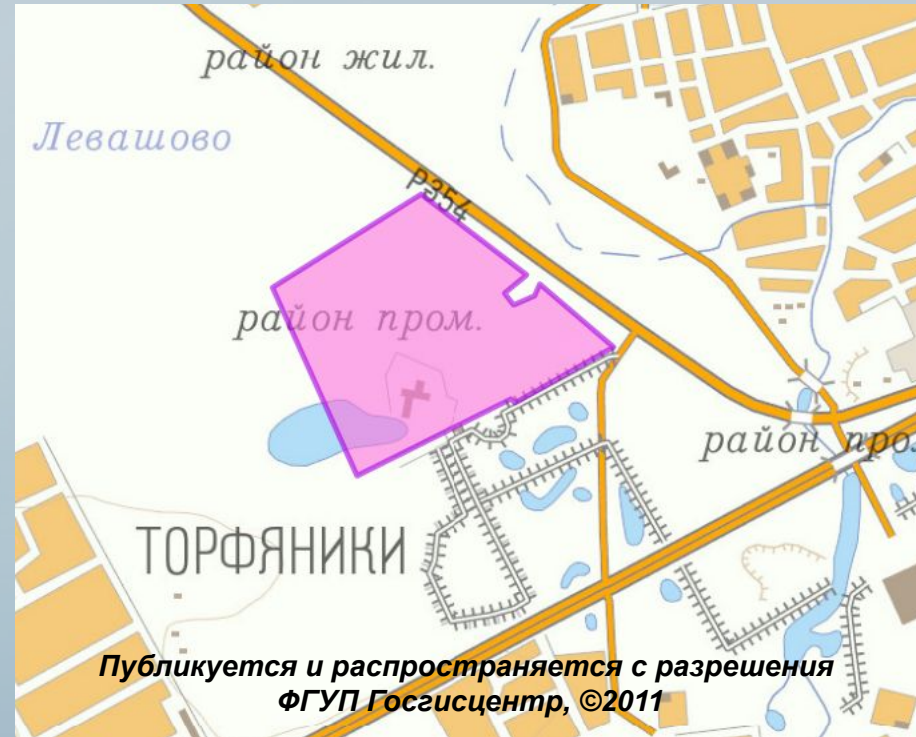 район жил.
Левашово
Р354
район пром.
район про
ТОРФЯНИКИ
Публикуется и распространяется с разрешения
ФГУП Госгисцентр, ©2011